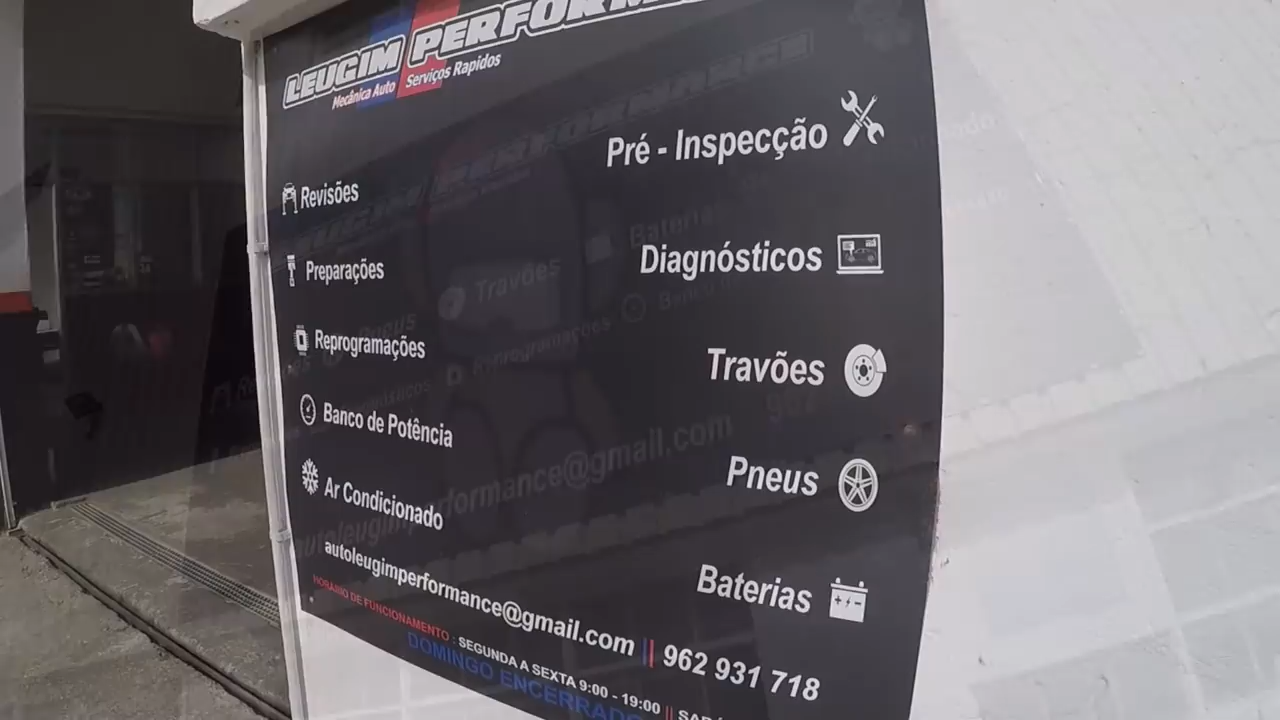 LEUGIM PERFORMANCE
Mecânica Auto Serviços Rapidos
Revisões
Preparações
Reprogramações
Banco de Potência
Ar Condicionado
Pré - Inspecção
Diagnósticos
Travões
Pneus
Baterias
autoleugimperformance@gmail.com || 962 931 718
HORÁRIO DE FUNCIONAMENTO : SEGUNDA A SEXTA 9:00 - 19:00 ||
DOMINGO ENCERRADO